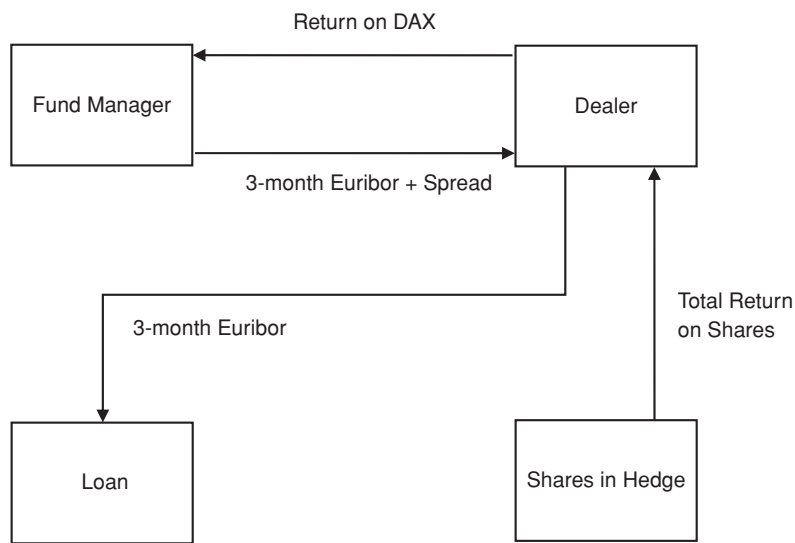 Return on DAX
Fund Manager
Dealer
3-month Euribor + Spread
3-month Euribor
Total Return
on Shares
Loan
Shares in Hedge